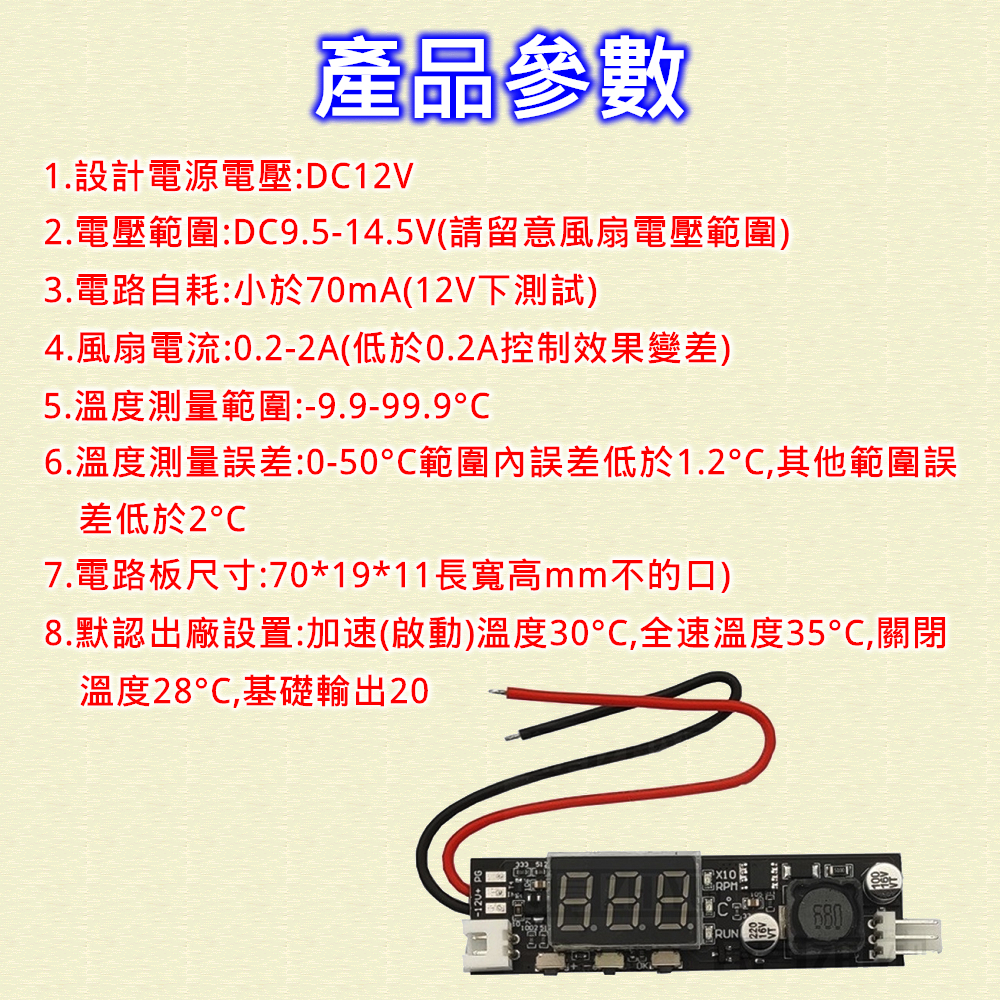 產品參數
1.設計電源電壓:DC12V
2.電壓範圍:DC9.5-14.5V(請留意風扇電壓範圍)
3.電路自耗:小於70mA(12V下測試)
4.風扇電流:0.2-2A(低於0.2A控制效果變差)
5.溫度測量範圍:-9.9-99.9°C
6.溫度測量誤差:0-50°C範圍內誤差低於1.2°C,其他範圍誤
差低於2°C
7.電路板尺寸:70*19*11長寬高mm不的口)
8.默認出廠設置:加速(啟動)溫度30°C,全速溫度35°C,關閉
溫度28°C,基礎輸出20
333 512
-12V+ PG
X10
RPM
C°
RUN
220
16V
VT
680
100
16V
VT
OK